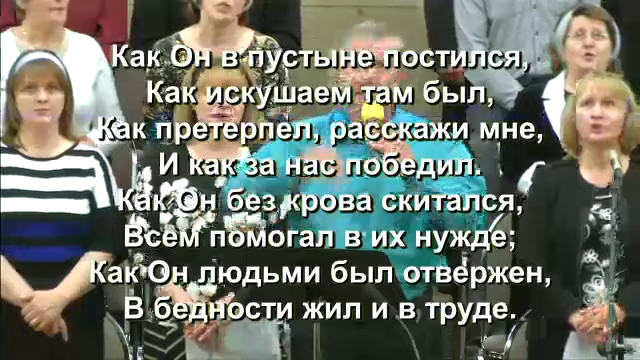 Как Он в пустыне постился,
Как искушаем там был,
Как претерпел, расскажи мне,
И как за нас победил.
Как Он без крова скитался,
Всем помогал в их нужде;
Как Он людьми был отвержен,
В бедности жил и в труде.